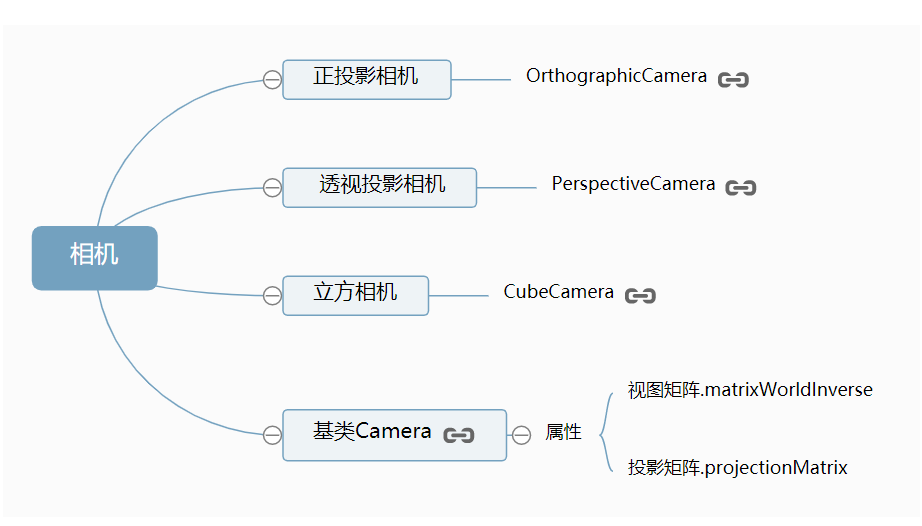 正投影相机
OrthographicCamera
透视投影相机
PerspectiveCamera
相机
立方相机
CubeCamera
基类Camera
属性
视图矩阵.matrixWorldInverse
投影矩阵.projectionMatrix